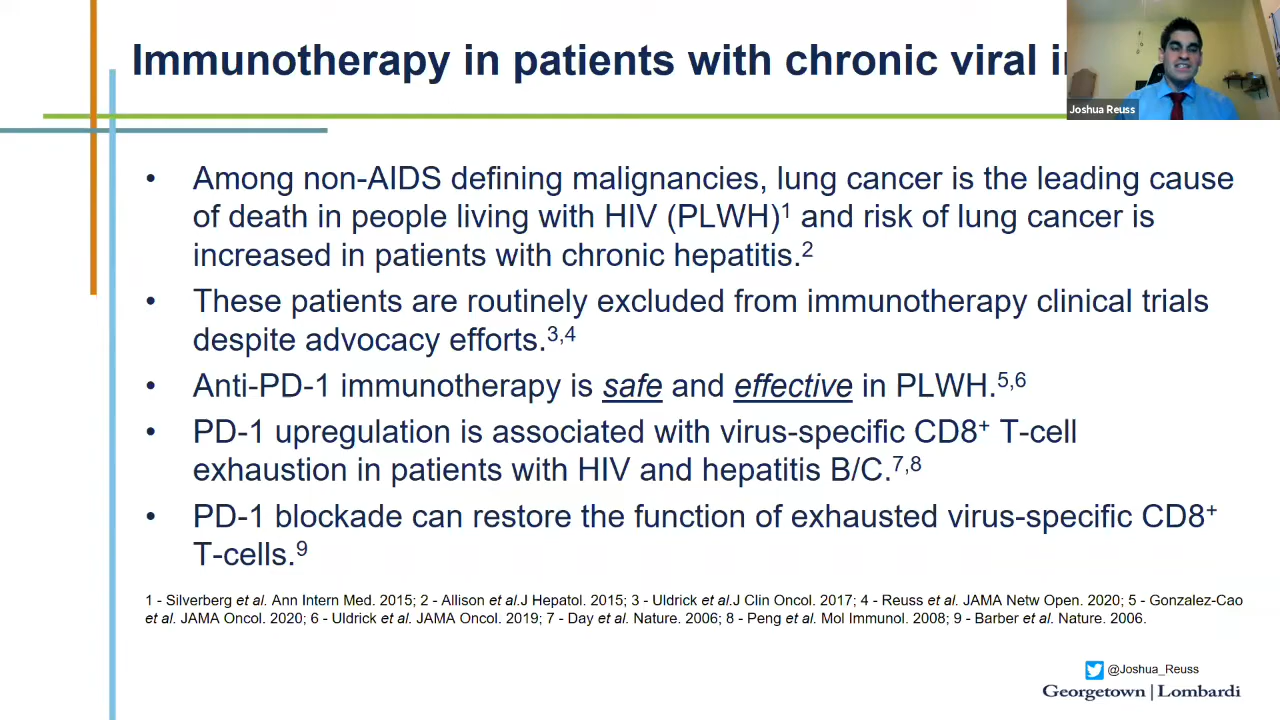 Immunotherapy in patients with chronic viral
Joshua Reuss
• Among non-AIDS defining malignancies, lung cancer is the leading cause
of death in people living with HIV (PLWH)¹ and risk of lung cancer is
increased in patients with chronic hepatitis.²
• These patients are routinely excluded from immunotherapy clinical trials
despite advocacy efforts.³,⁴
• Anti-PD-1 immunotherapy is safe and effective in PLWH.⁵,⁶
• PD-1 upregulation is associated with virus-specific CD8⁺ T-cell
exhaustion in patients with HIV and hepatitis B/C.⁷,⁸
• PD-1 blockade can restore the function of exhausted virus-specific CD8⁺
T-cells.⁹
1 - Silverberg et al. Ann Intern Med. 2015; 2 - Allison et al.J Hepatol. 2015; 3 - Uldrick et al.J Clin Oncol. 2017; 4 - Reuss et al. JAMA Netw Open. 2020; 5 - Gonzalez-Cao
et al. JAMA Oncol. 2020; 6 - Uldrick et al. JAMA Oncol. 2019; 7 - Day et al. Nature. 2006; 8 - Peng et al. Mol Immunol. 2008; 9 - Barber et al. Nature. 2006.
@Joshua_Reuss
Georgetown | Lombardi